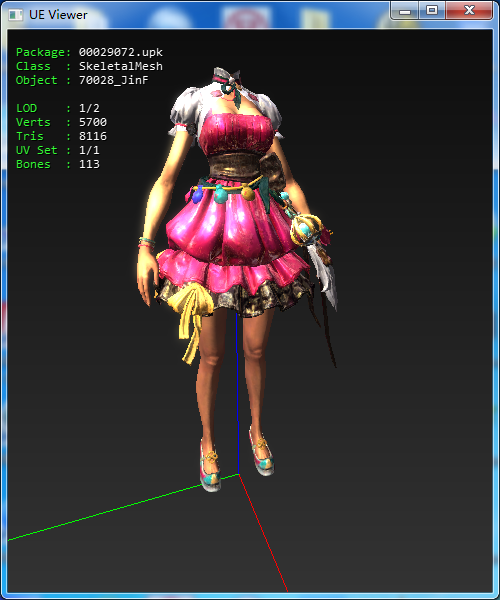 UE Viewer
Package: 00029072.upk
Class : SkeletalMesh
Object : 70028_JinF
LOD : 1/2
Verts : 5700
Tris : 8116
UV Set : 1/1
Bones : 113